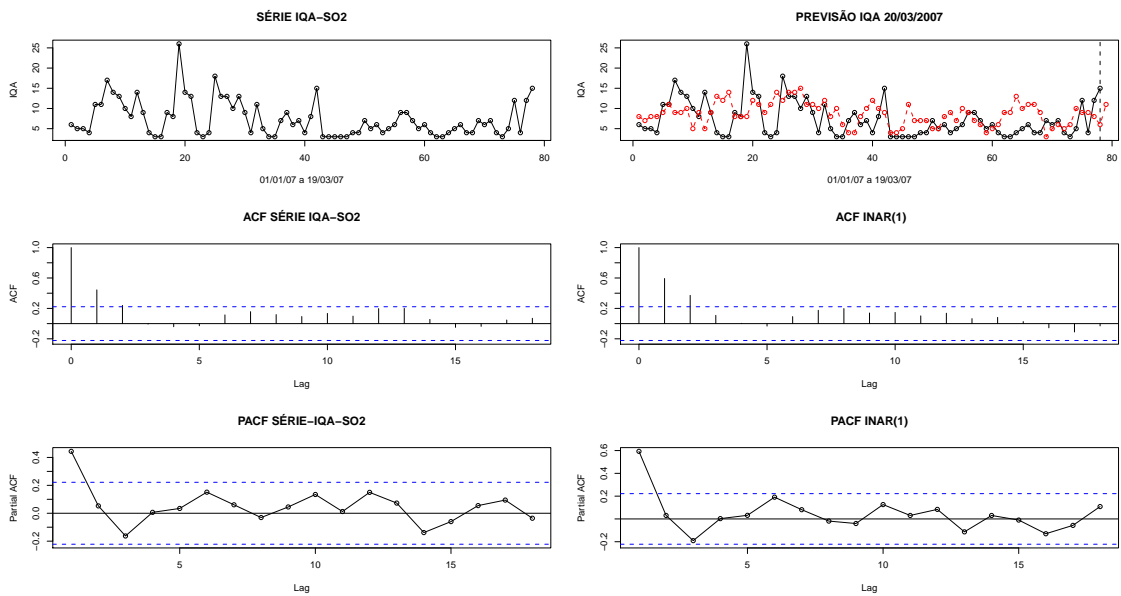 SÉRIE IQA−SO2
IQA
5 10 15 20 25
0 20 40 60 80
01/01/07 a 19/03/07
PREVISÃO IQA 20/03/2007
IQA
5 10 15 20 25
0 20 40 60 80
01/01/07 a 19/03/07
ACF SÉRIE IQA−SO2
ACF
−0.2 0.2 0.6 1.0
0 5 10 15
Lag
ACF INAR(1)
ACF
−0.2 0.2 0.6 1.0
0 5 10 15
Lag
PACF SÉRIE−IQA−SO2
Partial ACF
−0.2 0.0 0.2 0.4
5 10 15
Lag
PACF INAR(1)
Partial ACF
−0.2 0.2 0.4 0.6
5 10 15
Lag